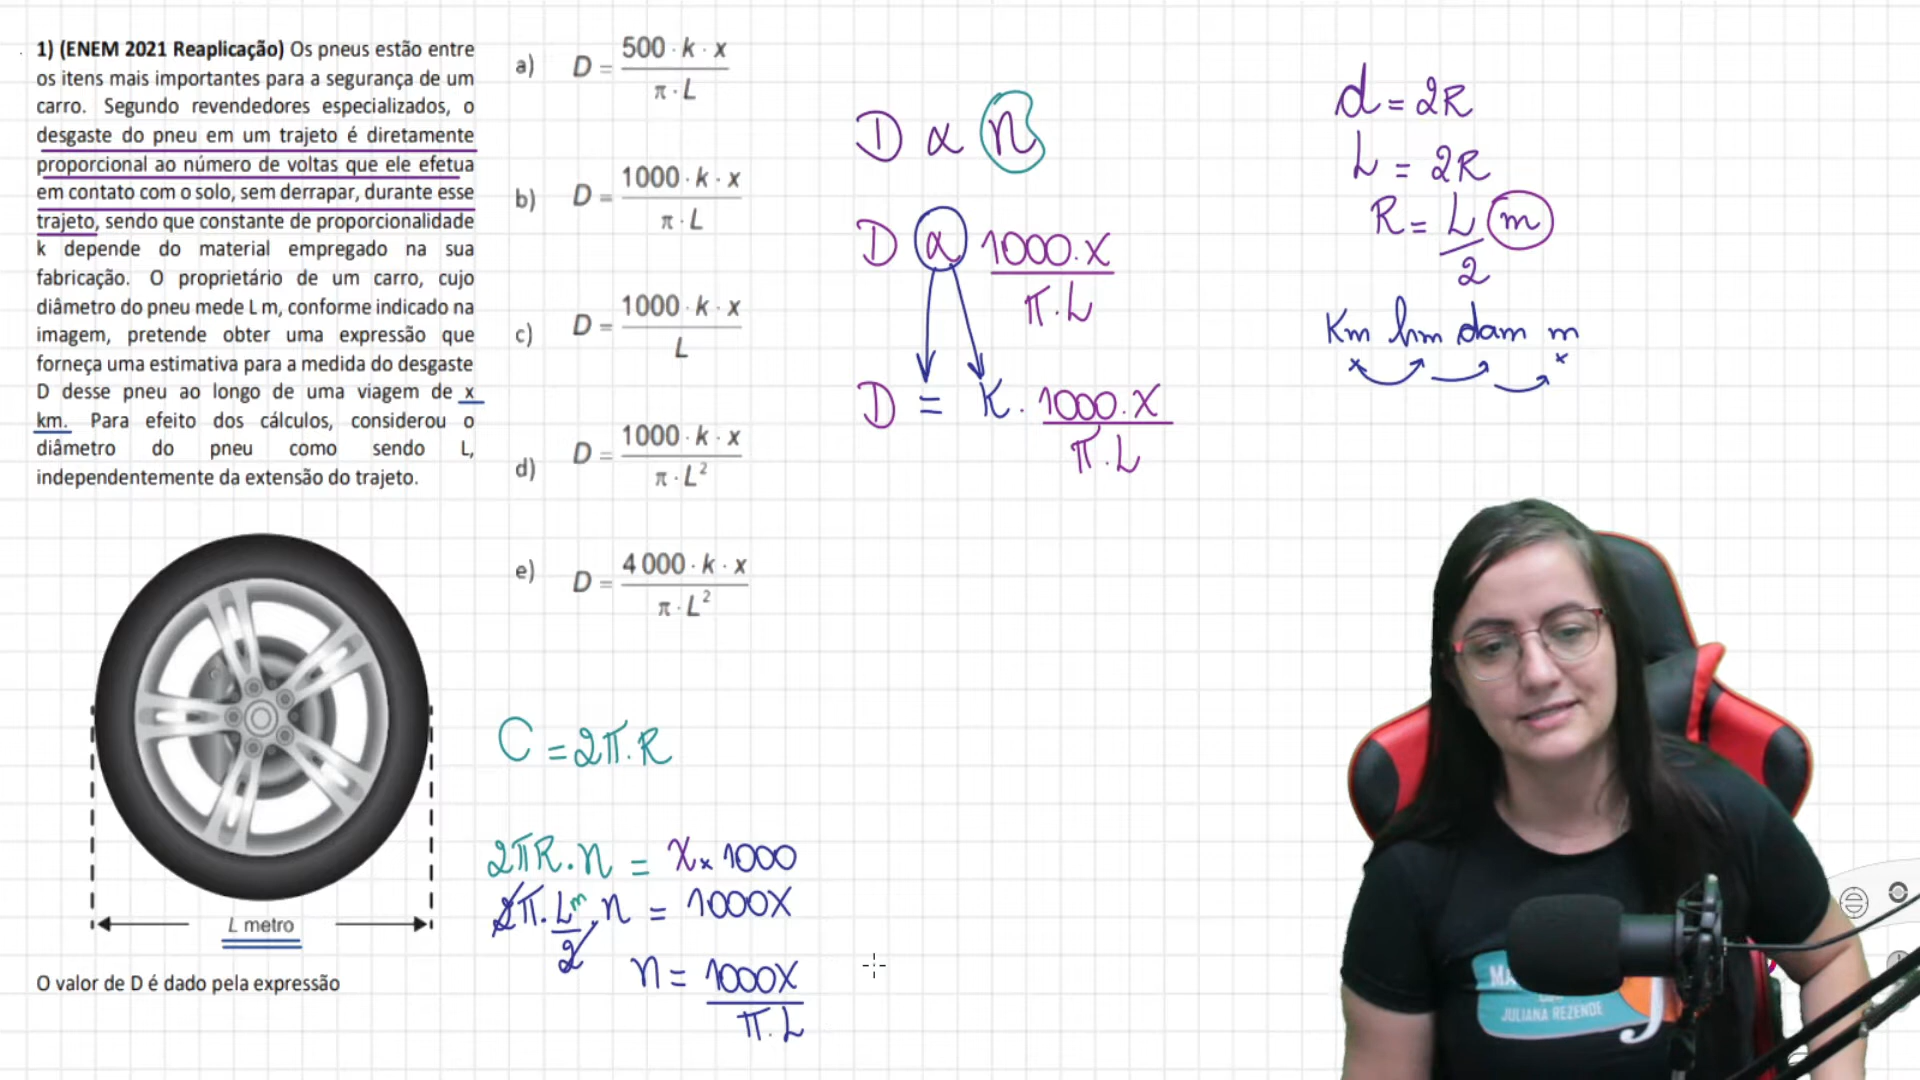 1) (ENEM 2021 Reaplicação) Os pneus estão entre
os itens mais importantes para a segurança de um
carro. Segundo revendedores especializados, o
desgaste do pneu em um trajeto é diretamente
proporcional ao número de voltas que ele efetua
em contato com o solo, sem derrapar, durante esse
trajeto, sendo que constante de proporcionalidade
k depende do material empregado na sua
fabricação. O proprietário de um carro, cujo
diâmetro do pneu mede L m, conforme indicado na
imagem, pretende obter uma expressão que
forneça uma estimativa para a medida do desgaste
D desse pneu ao longo de uma viagem de x
km. Para efeito dos cálculos, considerou o
diâmetro do pneu como sendo L,
independentemente da extensão do trajeto.
L metro
O valor de D é dado pela expressão
a) D = 500 · k · x
π · L
b) D = 1000 · k · x
π · L
c) D = 1000 · k · x
L
d) D = 1000 · k · x
π · L²
e) D = 4 000 · k · x
π · L²
C = 2π.R
2πR.n = x × 1000
2π. L m . n = 1000x
2
n = 1000x
π. L
D α n
D α 1000.x
π. L
D = K. 1000.x
π. L
d = 2R
L = 2R
R = L m
2
Km hm dam m
JULIANA REZENDE